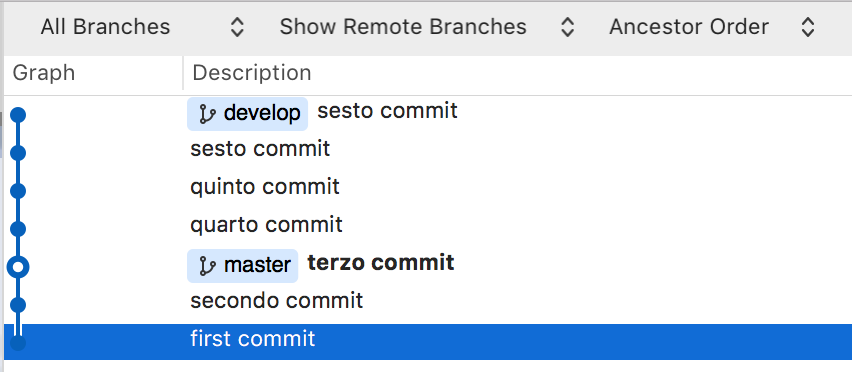 All Branches Show Remote Branches Ancestor Order
Graph Description
develop sesto commit
sesto commit
quinto commit
quarto commit
master terzo commit
secondo commit
first commit